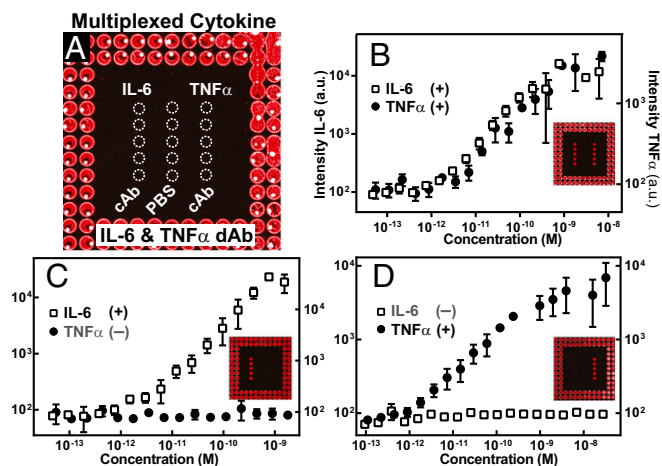 Multiplexed Cytokine
A
IL-6 TNFα
cAb PBS cAb
IL-6 & TNFα dAb
B
IL-6 (+)
TNFα (+)
Intensity IL-6 (a.u.)
10⁴
10³
10²
Intensity TNFα (a.u.)
10³
10²
10⁻¹³ 10⁻¹² 10⁻¹¹ 10⁻¹⁰ 10⁻⁹ 10⁻⁸
Concentration (M)
C
IL-6 (+)
TNFα (–)
10⁴
10³
10²
10⁴
10³
10²
10⁻¹³ 10⁻¹² 10⁻¹¹ 10⁻¹⁰ 10⁻⁹
Concentration (M)
D
IL-6 (–)
TNFα (+)
10⁴
10³
10²
10⁴
10³
10²
10⁻¹³ 10⁻¹² 10⁻¹¹ 10⁻¹⁰ 10⁻⁹ 10⁻⁸
Concentration (M)